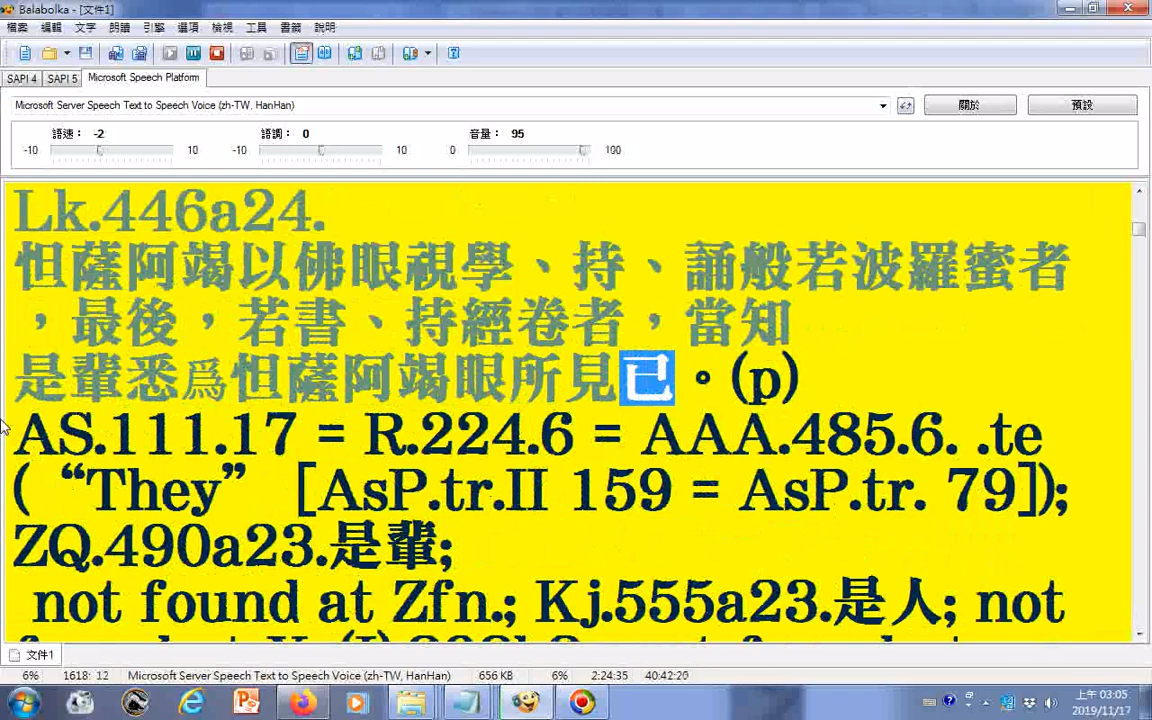 Balabolka - [文件1]
檔案 編輯 文字 朗讀 引擎 選項 檢視 工具 書籤 說明
SAPI 4 SAPI 5 Microsoft Speech Platform
Microsoft Server Speech Text to Speech Voice (zh-TW, HanHan) 關於 預設
語速： -2 語調： 0 音量： 95
-10 10 -10 10 0 100
Lk.446a24.
怛薩阿竭以佛眼視學、持、誦般若波羅蜜者
，最後，若書、持經卷者，當知
是輩悉爲怛薩阿竭眼所見已。(p)
AS.111.17 = R.224.6 = AAA.485.6. .te
(“They” [AsP.tr.II 159 = AsP.tr. 79]);
ZQ.490a23.是輩;
not found at Zfn.; Kj.555a23.是人; not
文件1
6% 1618: 12 Microsoft Server Speech Text to Speech Voice (zh-TW, HanHan) 656 KB 6% 2:24:35 40:42:20
上午 03:05
2019/11/17